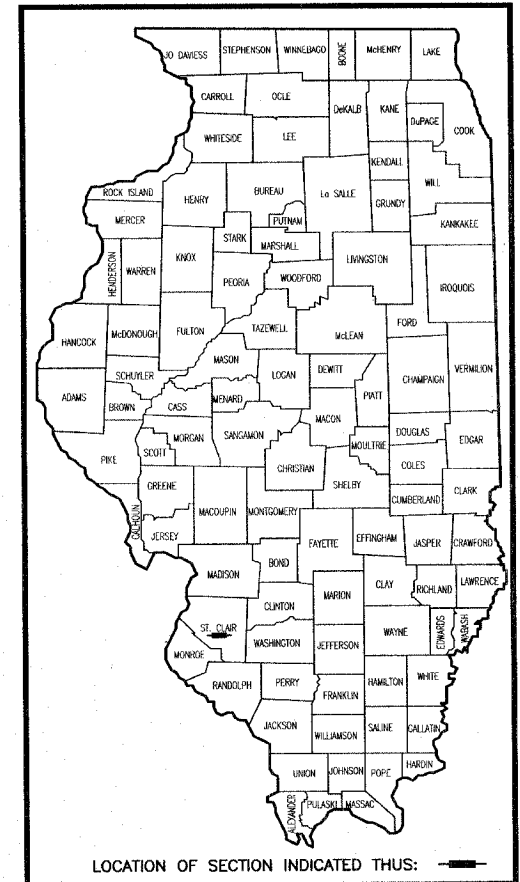 JO DAVIESS STEPHENSON WINNEBAGO BOONE McHENRY LAKE
CARROLL OGLE DeKALB KANE DuPAGE COOK
WHITESIDE LEE
KENDALL WILL
ROCK ISLAND HENRY BUREAU La SALLE GRUNDY
MERCER PUTNAM KANKAKEE
STARK MARSHALL
HENDERSON WARREN KNOX PEORIA WOODFORD LIVINGSTON IROQUOIS
HANCOCK McDONOUGH FULTON TAZEWELL McLEAN FORD
MASON
SCHUYLER LOGAN DEWITT CHAMPAIGN VERMILION
ADAMS BROWN CASS MENARD PIATT
MACON
MORGAN SANGAMON DOUGLAS EDGAR
PIKE SCOTT CHRISTIAN MOULTRIE COLES
GREENE SHELBY CUMBERLAND CLARK
CALHOUN JERSEY MACOUPIN MONTGOMERY
FAYETTE EFFINGHAM JASPER CRAWFORD
MADISON BOND
MARION CLAY RICHLAND LAWRENCE
CLINTON
ST. CLAIR WASHINGTON JEFFERSON WAYNE EDWARDS WABASH
MONROE
RANDOLPH PERRY HAMILTON WHITE
FRANKLIN
JACKSON WILLIAMSON SALINE GALLATIN
UNION JOHNSON POPE HARDIN
ALEXANDER PULASKI MASSAC
LOCATION OF SECTION INDICATED THUS: